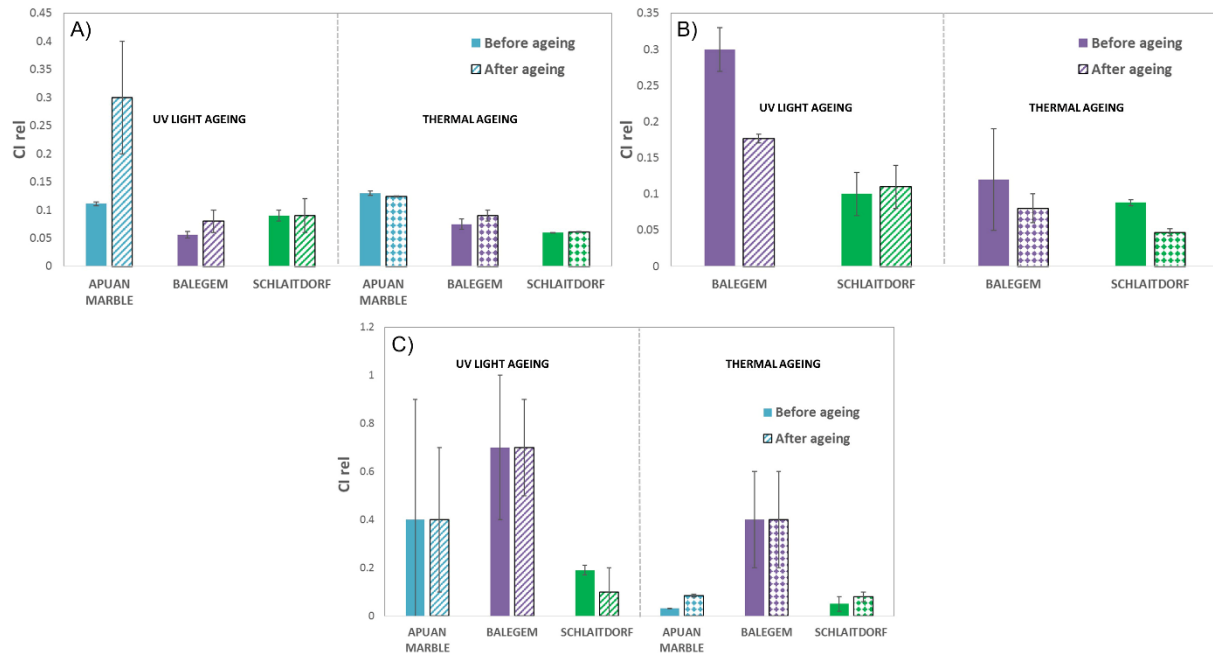 A)
0.45
0.4
0.35
0.3
0.25
0.2
0.15
0.1
0.05
0
CI rel
Before ageing
After ageing
UV LIGHT AGEING
THERMAL AGEING
APUAN
MARBLE
BALEGEM
SCHLAITDORF
APUAN
MARBLE
BALEGEM
SCHLAITDORF
B)
0.35
0.3
0.25
0.2
0.15
0.1
0.05
0
CI rel
Before ageing
After ageing
UV LIGHT AGEING
THERMAL AGEING
BALEGEM
SCHLAITDORF
BALEGEM
SCHLAITDORF
C)
1.2
1
0.8
0.6
0.4
0.2
0
CI rel
UV LIGHT AGEING
THERMAL AGEING
Before ageing
After ageing
APUAN
MARBLE
BALEGEM
SCHLAITDORF
APUAN
MARBLE
BALEGEM
SCHLAITDORF